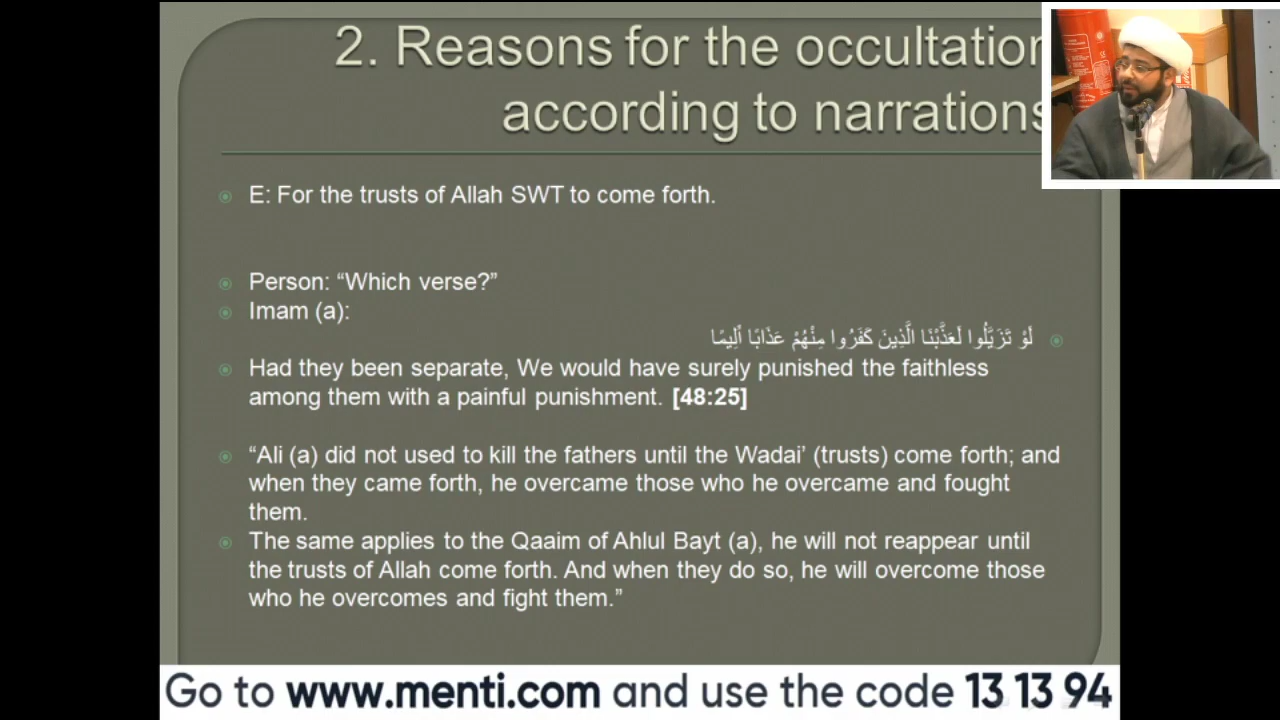 2. Reasons for the occultation
according to narrations
E: For the trusts of Allah SWT to come forth.
Person: “Which verse?”
Imam (a):
لَوْ تَزَيَّلُوا لَعَذَّبْنَا الَّذِينَ كَفَرُوا مِنْهُمْ عَذَابًا أَلِيمًا
Had they been separate, We would have surely punished the faithless
among them with a painful punishment. [48:25]
“Ali (a) did not used to kill the fathers until the Wadai’ (trusts) come forth; and
when they came forth, he overcame those who he overcame and fought
them.
The same applies to the Qaaim of Ahlul Bayt (a), he will not reappear until
the trusts of Allah come forth. And when they do so, he will overcome those
who he overcomes and fight them.”
Go to www.menti.com and use the code 13 13 94